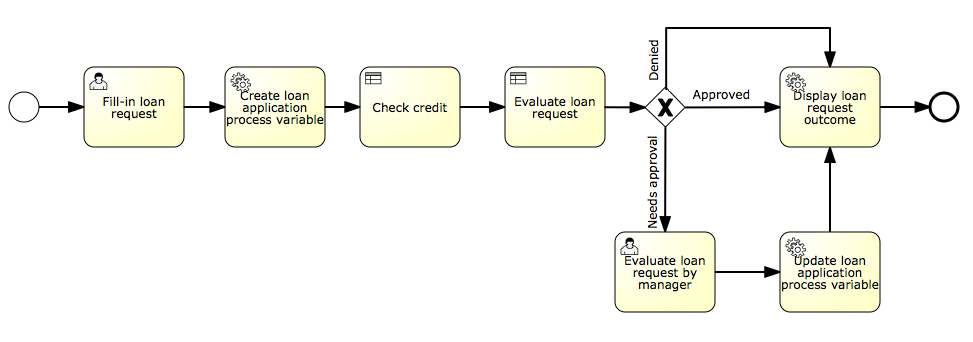 Fill-in loan
request
Create loan
application
process variable
Check credit
Evaluate loan
request
Denied
Approved
Needs approval
Display loan
request
outcome
Evaluate loan
request by
manager
Update loan
application
process variable